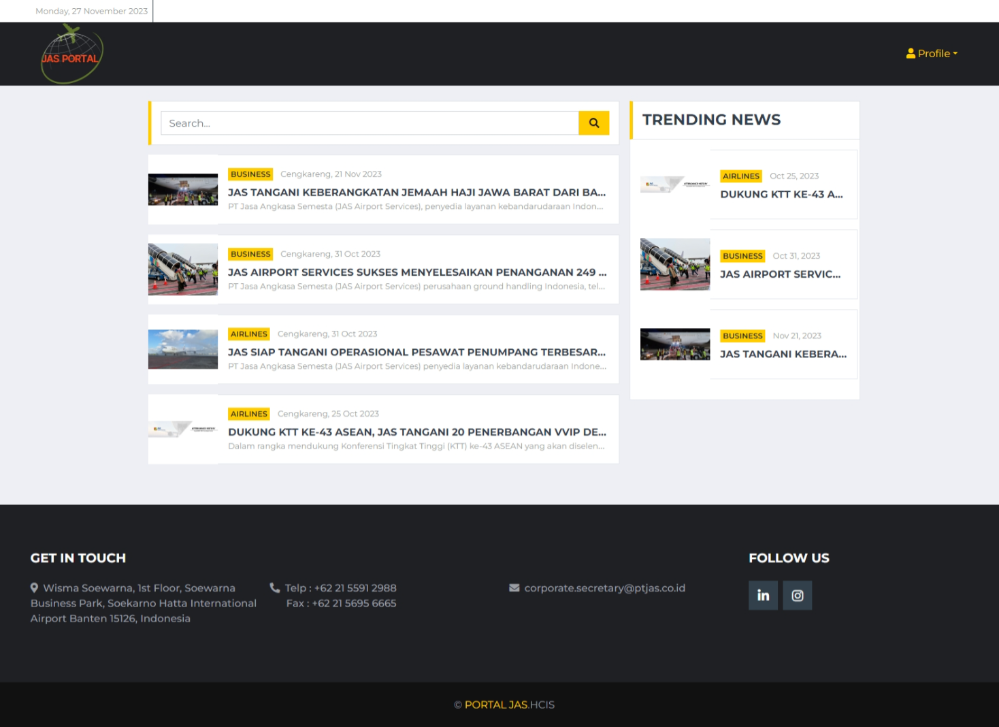 Monday, 27 November 2023
JAS PORTAL
Profile
Search...
BUSINESS Cengkareng, 21 Nov 2023
JAS TANGANI KEBERANGKATAN JEMAAH HAJI JAWA BARAT DARI BA...
PT Jasa Angkasa Semesta (JAS Airport Services), penyedia layanan kebandarudaraan Indon...
BUSINESS Cengkareng, 31 Oct 2023
JAS AIRPORT SERVICES SUKSES MENYELESAIKAN PENANGANAN 249 ...
PT Jasa Angkasa Semesta (JAS Airport Services) perusahaan ground handling Indonesia, tel...
AIRLINES Cengkareng, 31 Oct 2023
JAS SIAP TANGANI OPERASIONAL PESAWAT PENUMPANG TERBESAR...
PT Jasa Angkasa Semesta (JAS Airport Services) penyedia layanan kebandarudaraan Indone...
AIRLINES Cengkareng, 25 Oct 2023
DUKUNG KTT KE-43 ASEAN, JAS TANGANI 20 PENERBANGAN VVIP DE...
Dalam rangka mendukung Konferensi Tingkat Tinggi (KTT) ke-43 ASEAN yang akan diselen...
TRENDING NEWS
AIRLINES Oct 25, 2023
DUKUNG KTT KE-43 A...
BUSINESS Oct 31, 2023
JAS AIRPORT SERVIC...
BUSINESS Nov 21, 2023
JAS TANGANI KEBERA...
GET IN TOUCH
Wisma Soewarna, 1st Floor, Soewarna
Business Park, Soekarno Hatta International
Airport Banten 15126, Indonesia
Telp : +62 21 5591 2988
Fax : +62 21 5695 6665
corporate.secretary@ptjas.co.id
FOLLOW US
© PORTAL JAS.HCIS